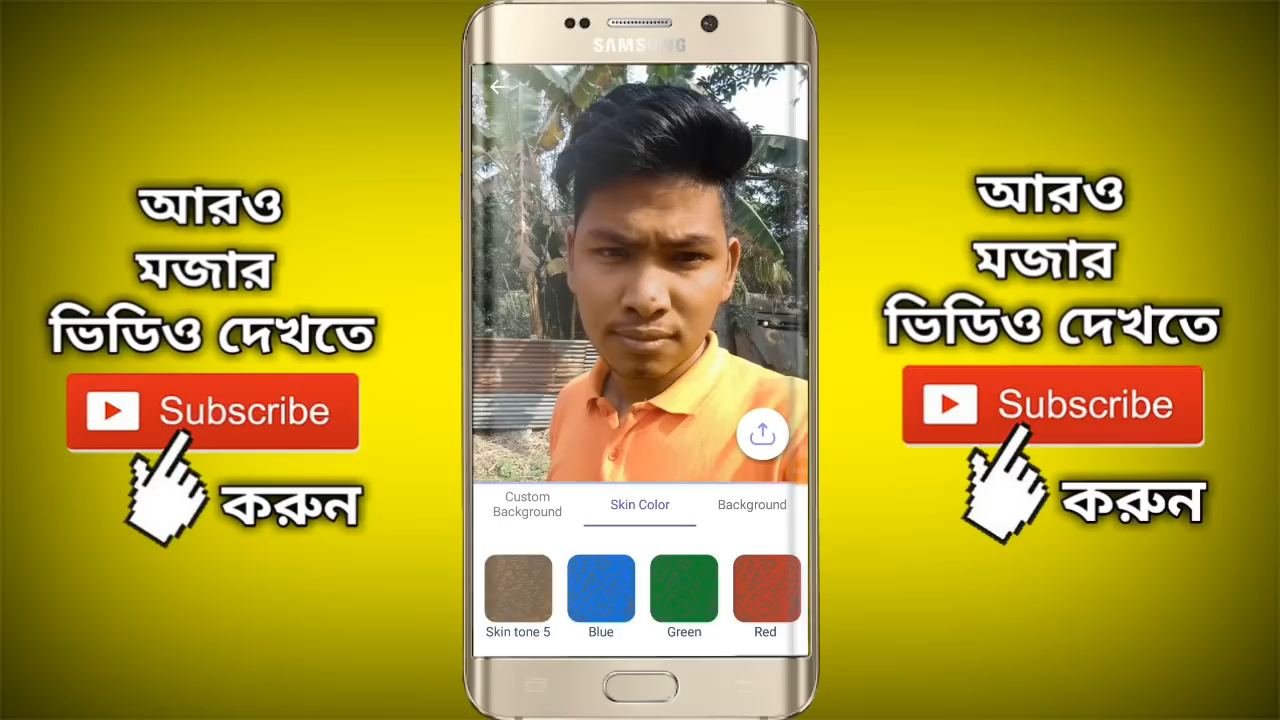 আরও
মজার
ভিডিও দেখতে
Subscribe
করুন
SAMSUNG
Custom
Background
Skin Color
Background
Skin tone 5
Blue
Green
Red
আরও
মজার
ভিডিও দেখতে
Subscribe
করুন